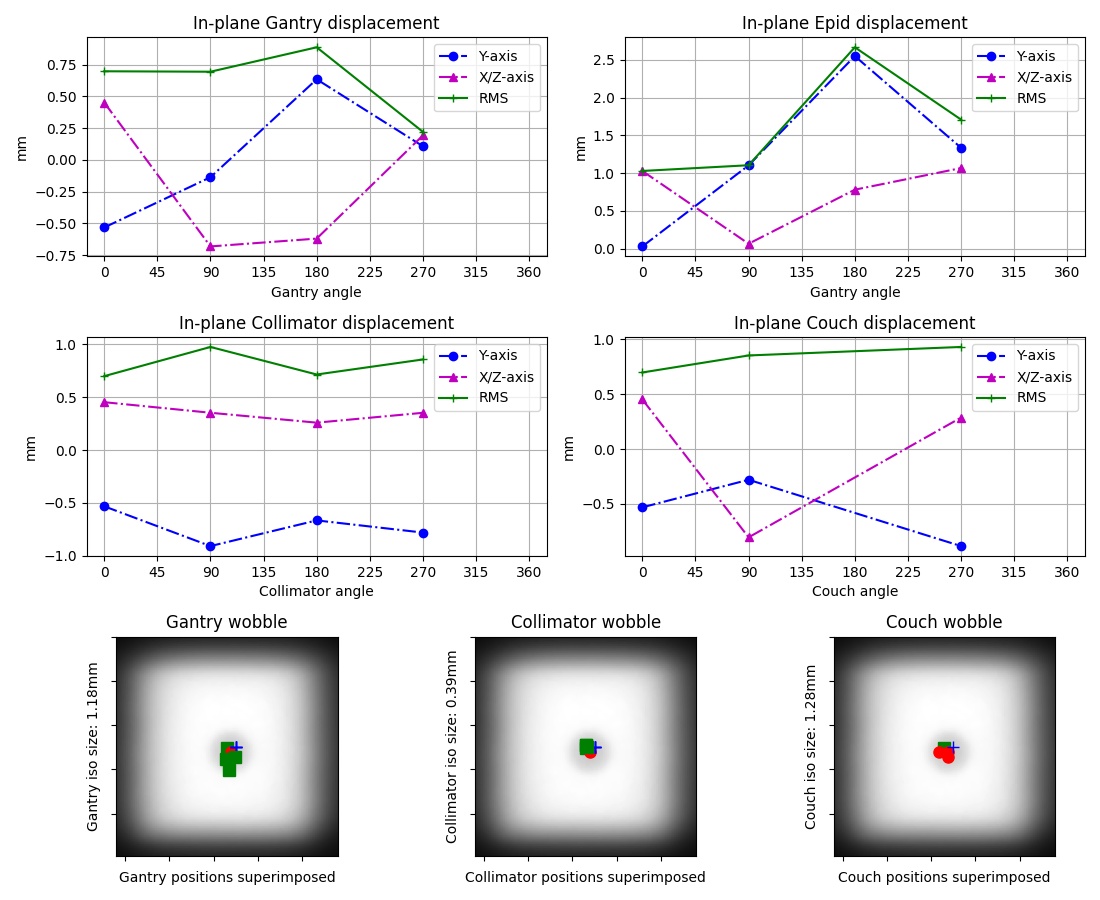 In-plane Gantry displacement
mm
0.75
0.50
0.25
0.00
−0.25
−0.50
−0.75
Y-axis
X/Z-axis
RMS
0 45 90 135 180 225 270 315 360
Gantry angle
In-plane Epid displacement
mm
2.5
2.0
1.5
1.0
0.5
0.0
Y-axis
X/Z-axis
RMS
0 45 90 135 180 225 270 315 360
Gantry angle
In-plane Collimator displacement
mm
1.0
0.5
0.0
−0.5
−1.0
Y-axis
X/Z-axis
RMS
0 45 90 135 180 225 270 315 360
Collimator angle
In-plane Couch displacement
mm
1.0
0.5
0.0
−0.5
Y-axis
X/Z-axis
RMS
0 45 90 135 180 225 270 315 360
Couch angle
Gantry wobble
Gantry iso size: 1.18mm
Gantry positions superimposed
Collimator wobble
Collimator iso size: 0.39mm
Collimator positions superimposed
Couch wobble
Couch iso size: 1.28mm
Couch positions superimposed